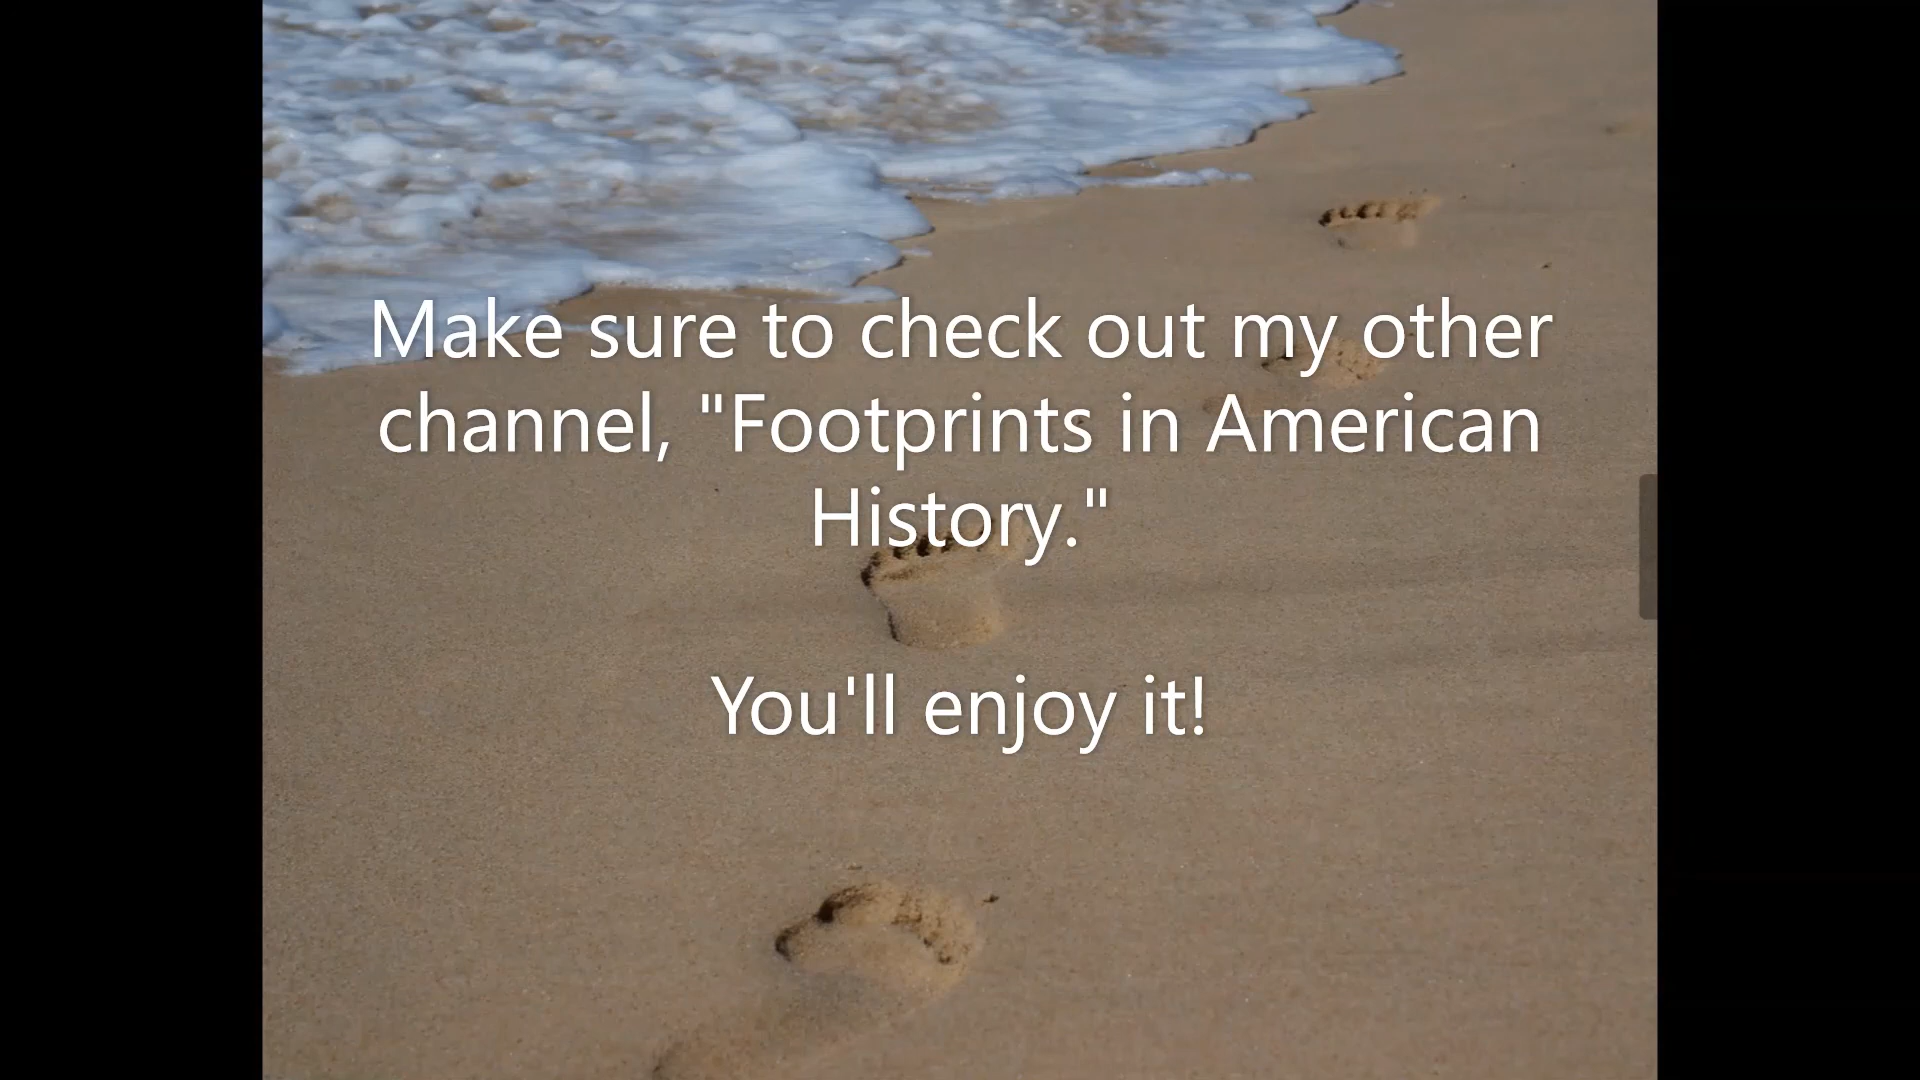 Make sure to check out my other
channel, "Footprints in American
History."
You'll enjoy it!